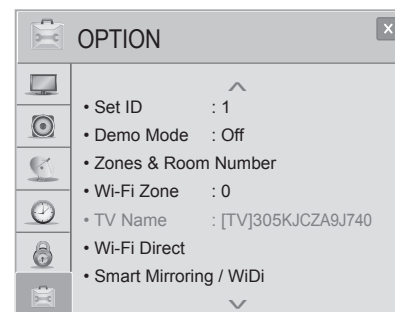 OPTION
x
• Set ID : 1
• Demo Mode : Off
• Zones & Room Number
• Wi-Fi Zone : 0
• TV Name : [TV]305KJCZA9J740
• Wi-Fi Direct
• Smart Mirroring / WiDi